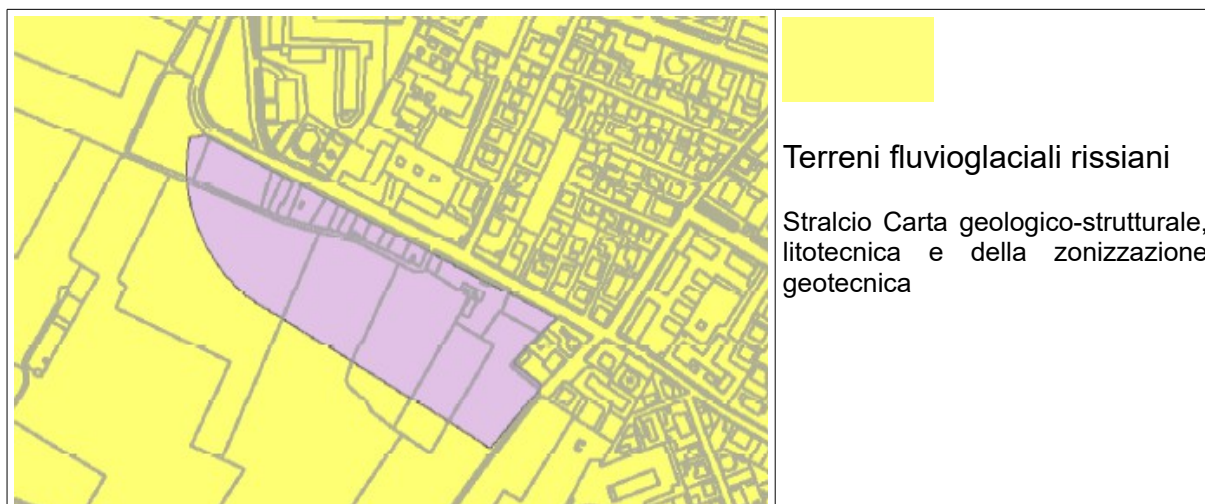 Terreni fluvioglaciali rissiani
Stralcio Carta geologico-strutturale,
litotecnica e della zonizzazione
geotecnica